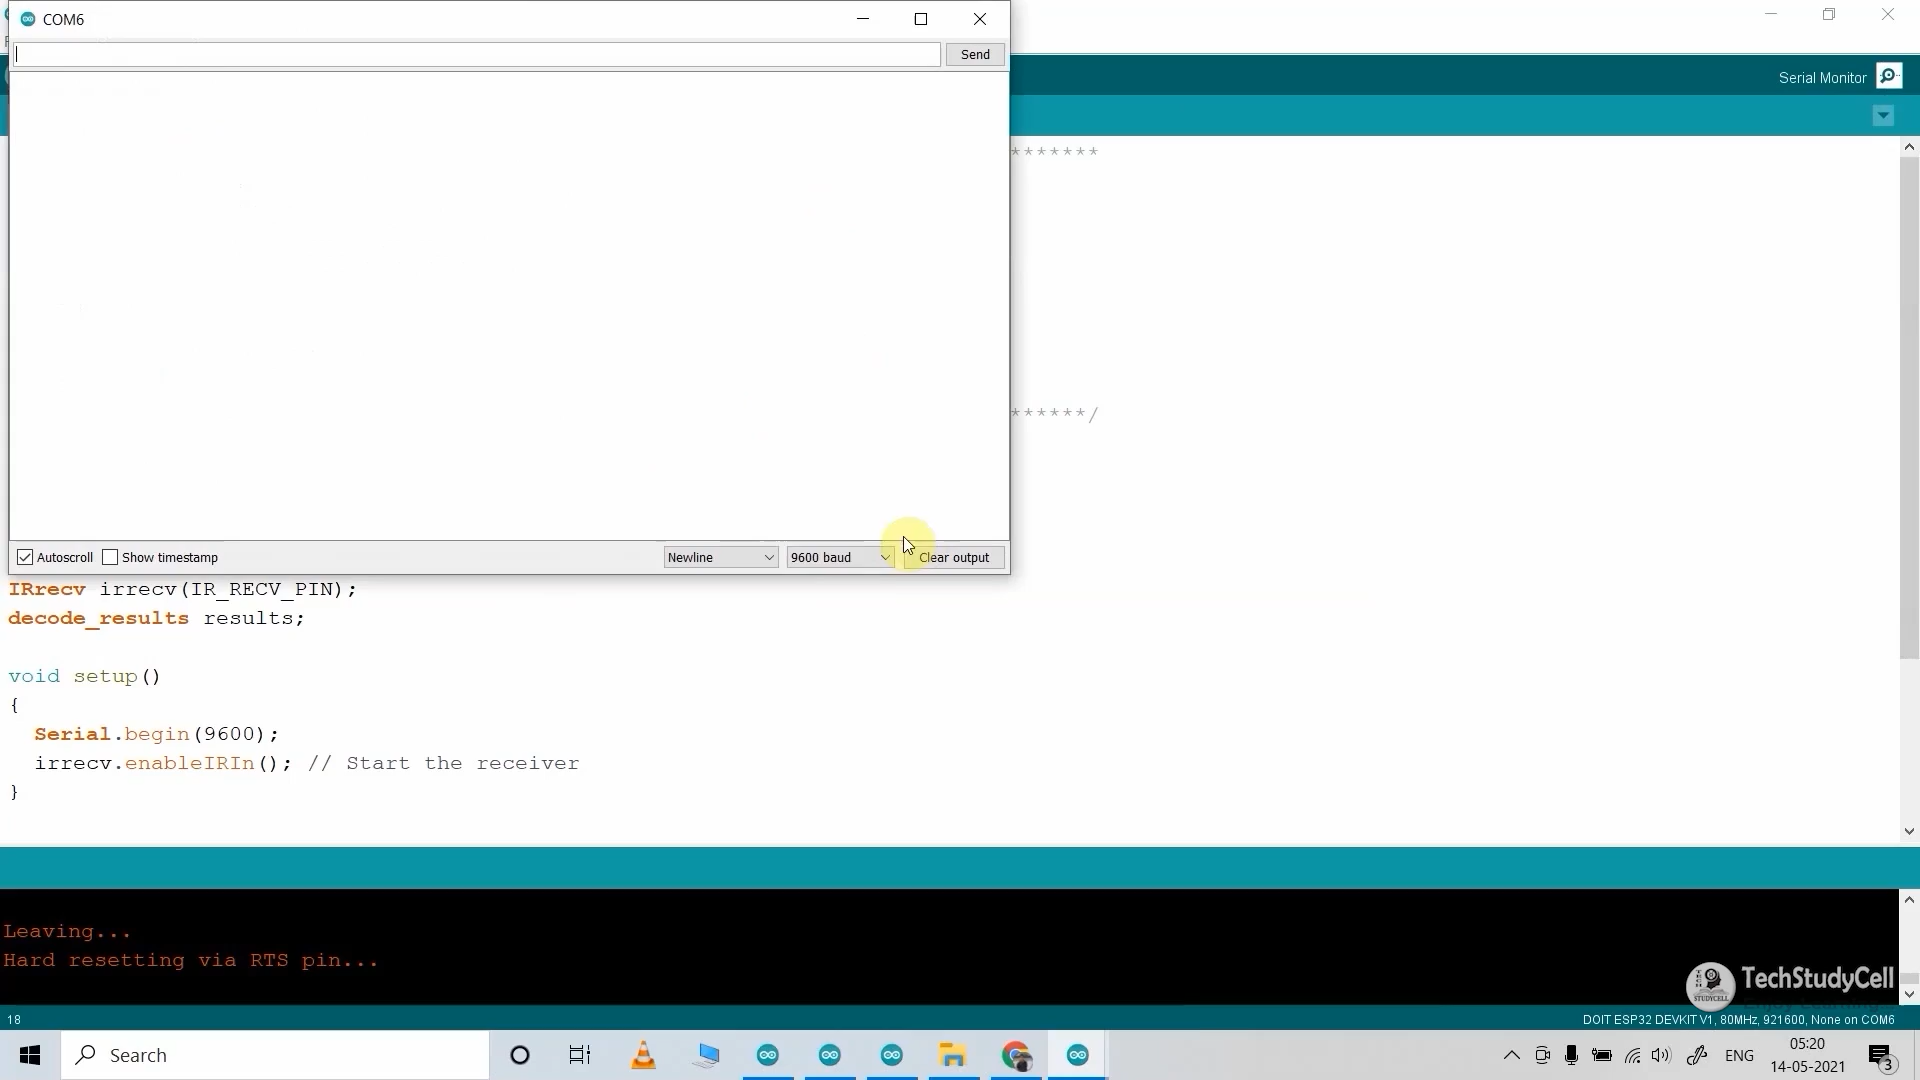 COM6
Send
Serial Monitor
*******
******/
Autoscroll
Show timestamp
Newline
9600 baud
Clear output
IRrecv irrecv(IR_RECV_PIN);
decode_results results;
void setup()
{
Serial.begin(9600);
irrecv.enableIRIn(); // Start the receiver
}
Leaving...
Hard resetting via RTS pin...
TechStudyCell
18
DOIT ESP32 DEVKIT V1, 80MHz, 921600, None on COM6
Search
ENG
05:20
14-05-2021
3